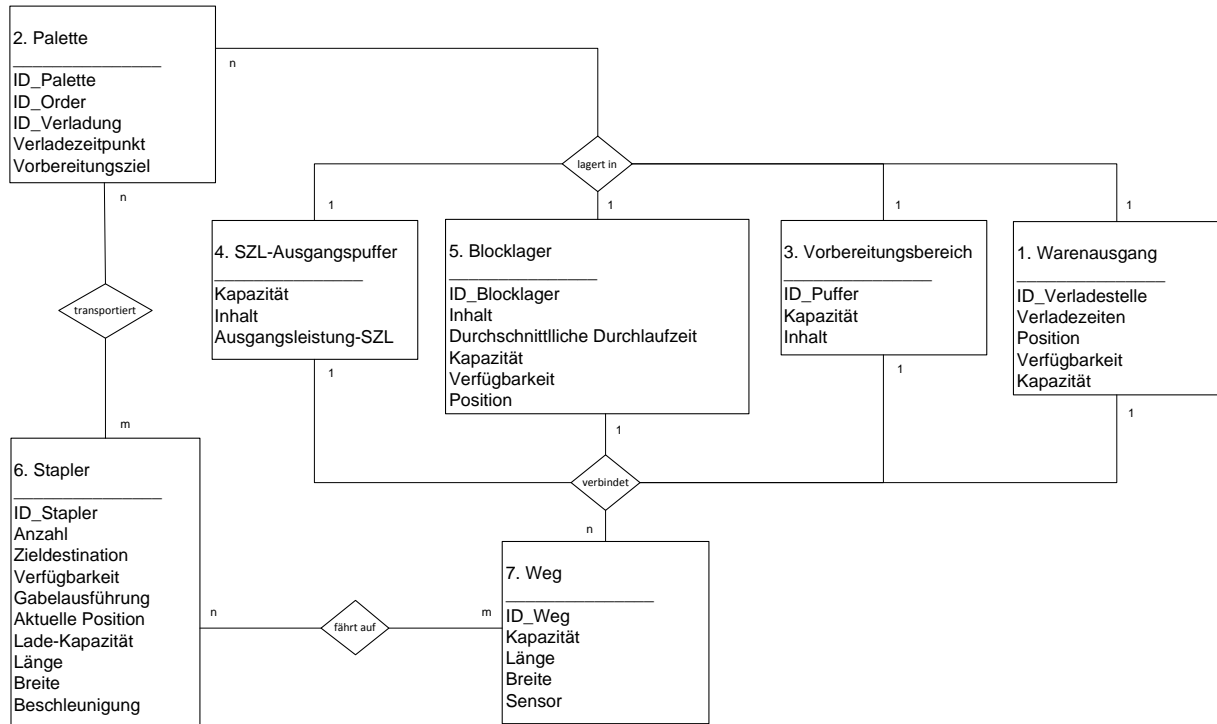 2. Palette
ID_Palette
ID_Order
ID_Verladung
Verladezeitpunkt
Vorbereitungsziel
n
n
lagert in
1
1
1
1
4. SZL-Ausgangspuffer
Kapazität
Inhalt
Ausgangsleistung-SZL
5. Blocklager
ID_Blocklager
Inhalt
Durchschnittlliche Durchlaufzeit
Kapazität
Verfügbarkeit
Position
3. Vorbereitungsbereich
ID_Puffer
Kapazität
Inhalt
1. Warenausgang
ID_Verladestelle
Verladezeiten
Position
Verfügbarkeit
Kapazität
transportiert
m
1
1
1
1
verbindet
n
6. Stapler
ID_Stapler
Anzahl
Zieldestination
Verfügbarkeit
Gabelausführung
Aktuelle Position
Lade-Kapazität
Länge
Breite
Beschleunigung
n
fährt auf
m
7. Weg
ID_Weg
Kapazität
Länge
Breite
Sensor